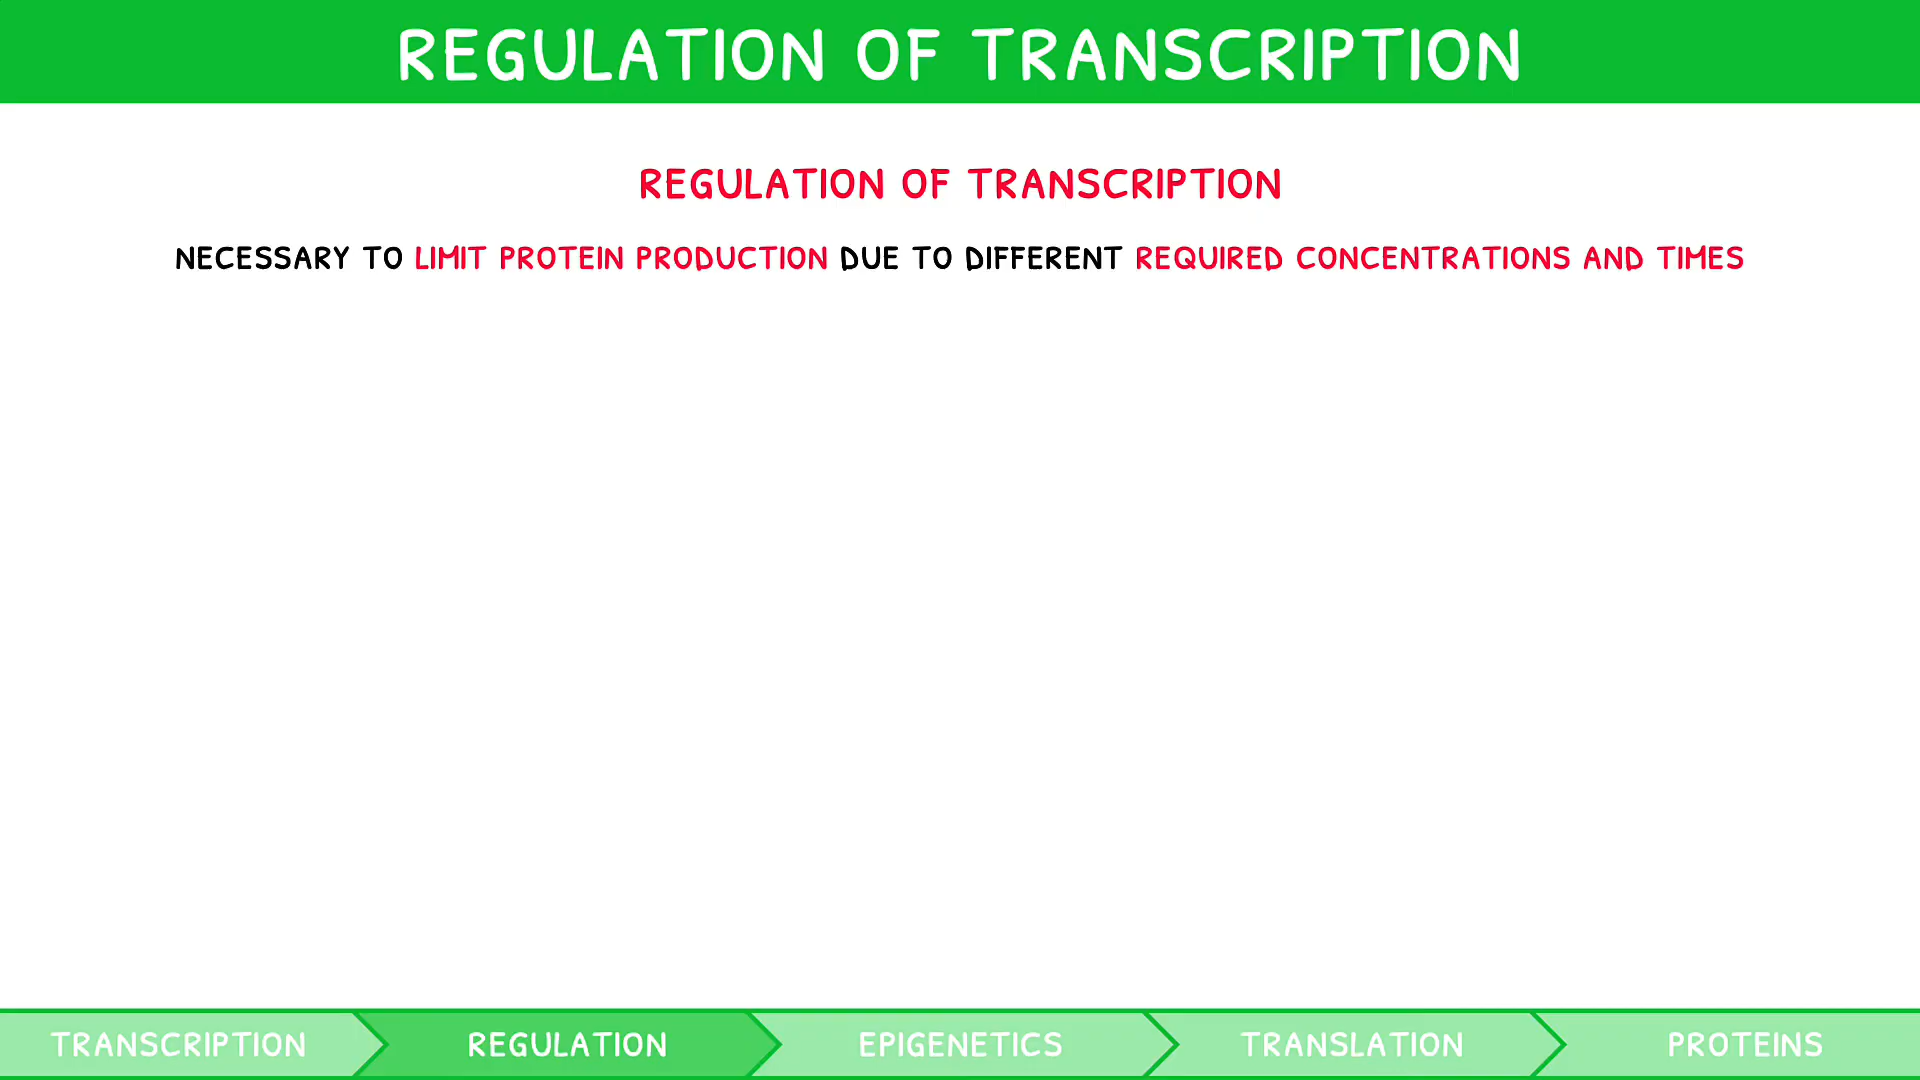 REGULATION OF TRANSCRIPTION
REGULATION OF TRANSCRIPTION
NECESSARY TO LIMIT PROTEIN PRODUCTION DUE TO DIFFERENT REQUIRED CONCENTRATIONS AND TIMES
TRANSCRIPTION
REGULATION
EPIGENETICS
TRANSLATION
PROTEINS